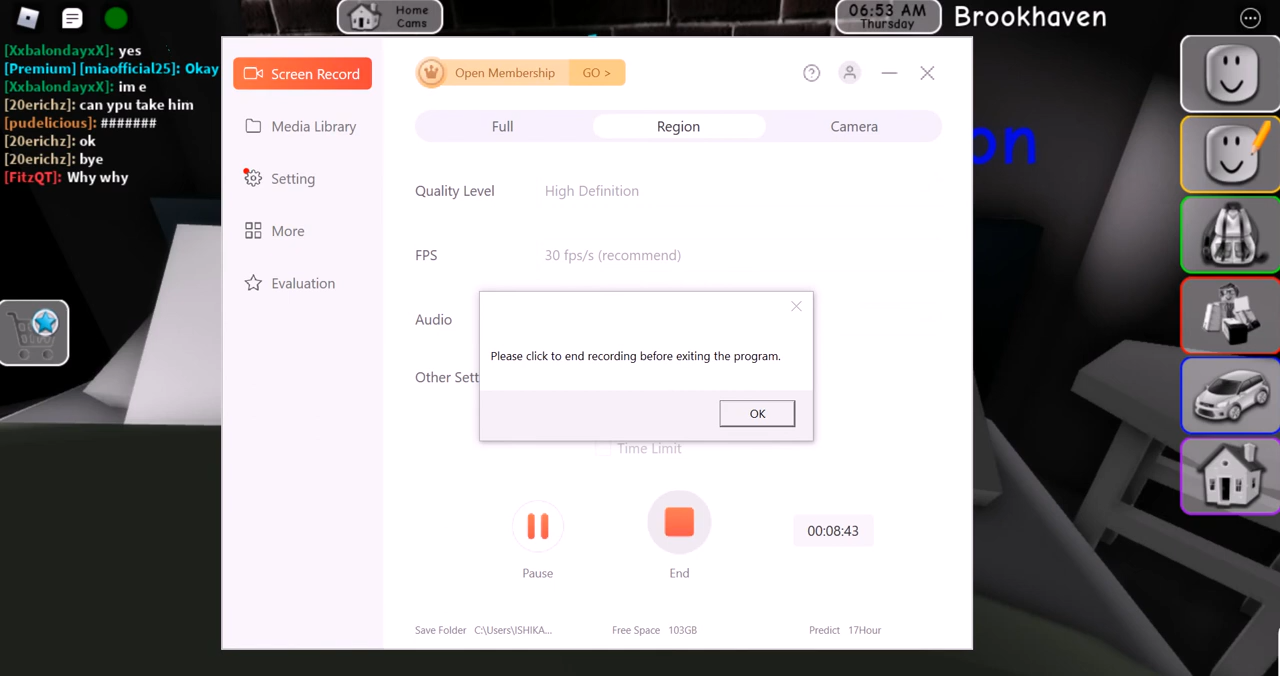 Home
Cams
06:53 AM
Thursday
Brookhaven
[XxbalondayxX]: yes
[Premium] [miaofficial25]: Okay
[XxbalondayxX]: im e
[20erichz]: can ypu take him
[pudelicious]: #######
[20erichz]: ok
[20erichz]: bye
[FitzQT]: Why why
on
Screen Record
Media Library
Setting
More
Evaluation
Open Membership GO >
Full Region Camera
Quality Level High Definition
FPS 30 fps/s (recommend)
Audio
Other Sett
Please click to end recording before exiting the program.
OK
Time Limit
00:08:43
Pause End
Save Folder C:\Users\ISHIKA... Free Space 103GB Predict 17Hour